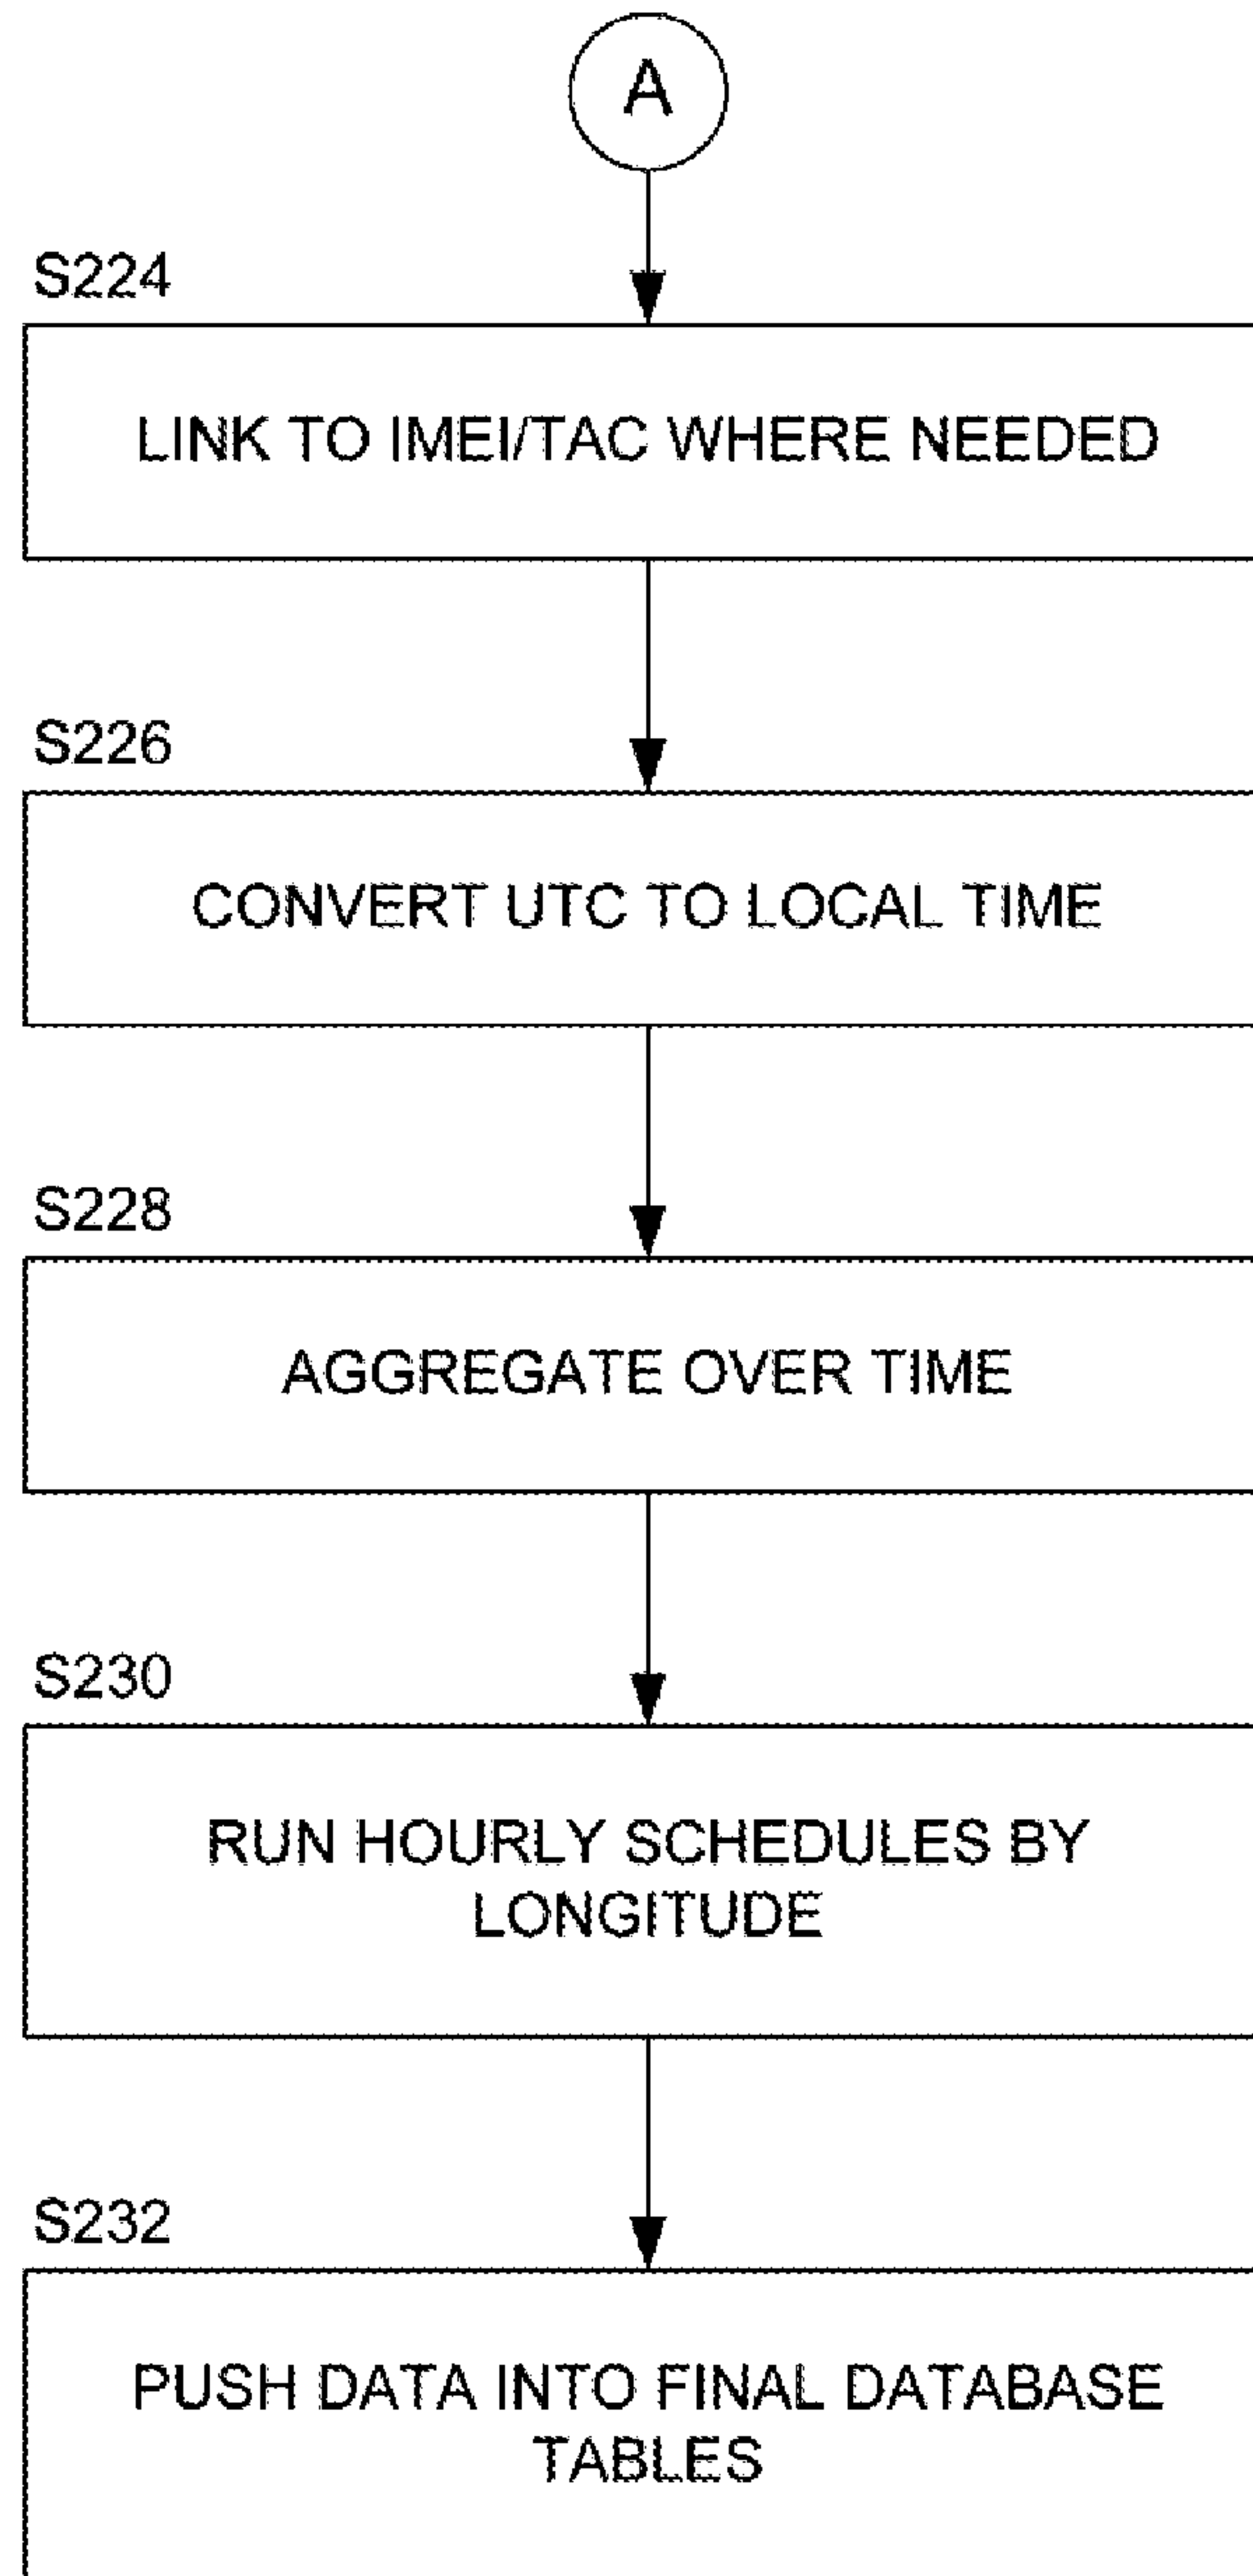 A
S224
LINK TO IMEI/TAC WHERE NEEDED
S226
CONVERT UTC TO LOCAL TIME
S228
AGGREGATE OVER TIME
S230
RUN HOURLY SCHEDULES BY
LONGITUDE
S232
PUSH DATA INTO FINAL DATABASE
TABLES